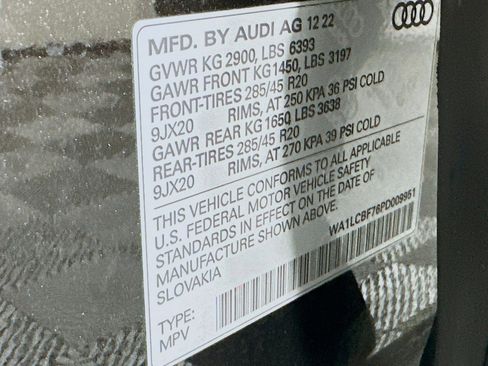 MFD. BY AUDI AG 12 22
GVWR KG 2900, LBS 6393
GAWR FRONT KG1450, LBS 3197
FRONT-TIRES 285/45 R20
9JX20 RIMS, AT 250 KPA 36 PSI COLD
GAWR REAR KG 1650 LBS 3638
REAR-TIRES 285/45 R20
9JX20 RIMS, AT 270 KPA 39 PSI COLD
THIS VEHICLE CONFORMS TO ALL APPLICABLE
U.S. FEDERAL MOTOR VEHICLE SAFETY
STANDARDS IN EFFECT ON THE DATE OF
MANUFACTURE SHOWN ABOVE.
SLOVAKIA WA1LCBF76PD009951
TYPE:
MPV